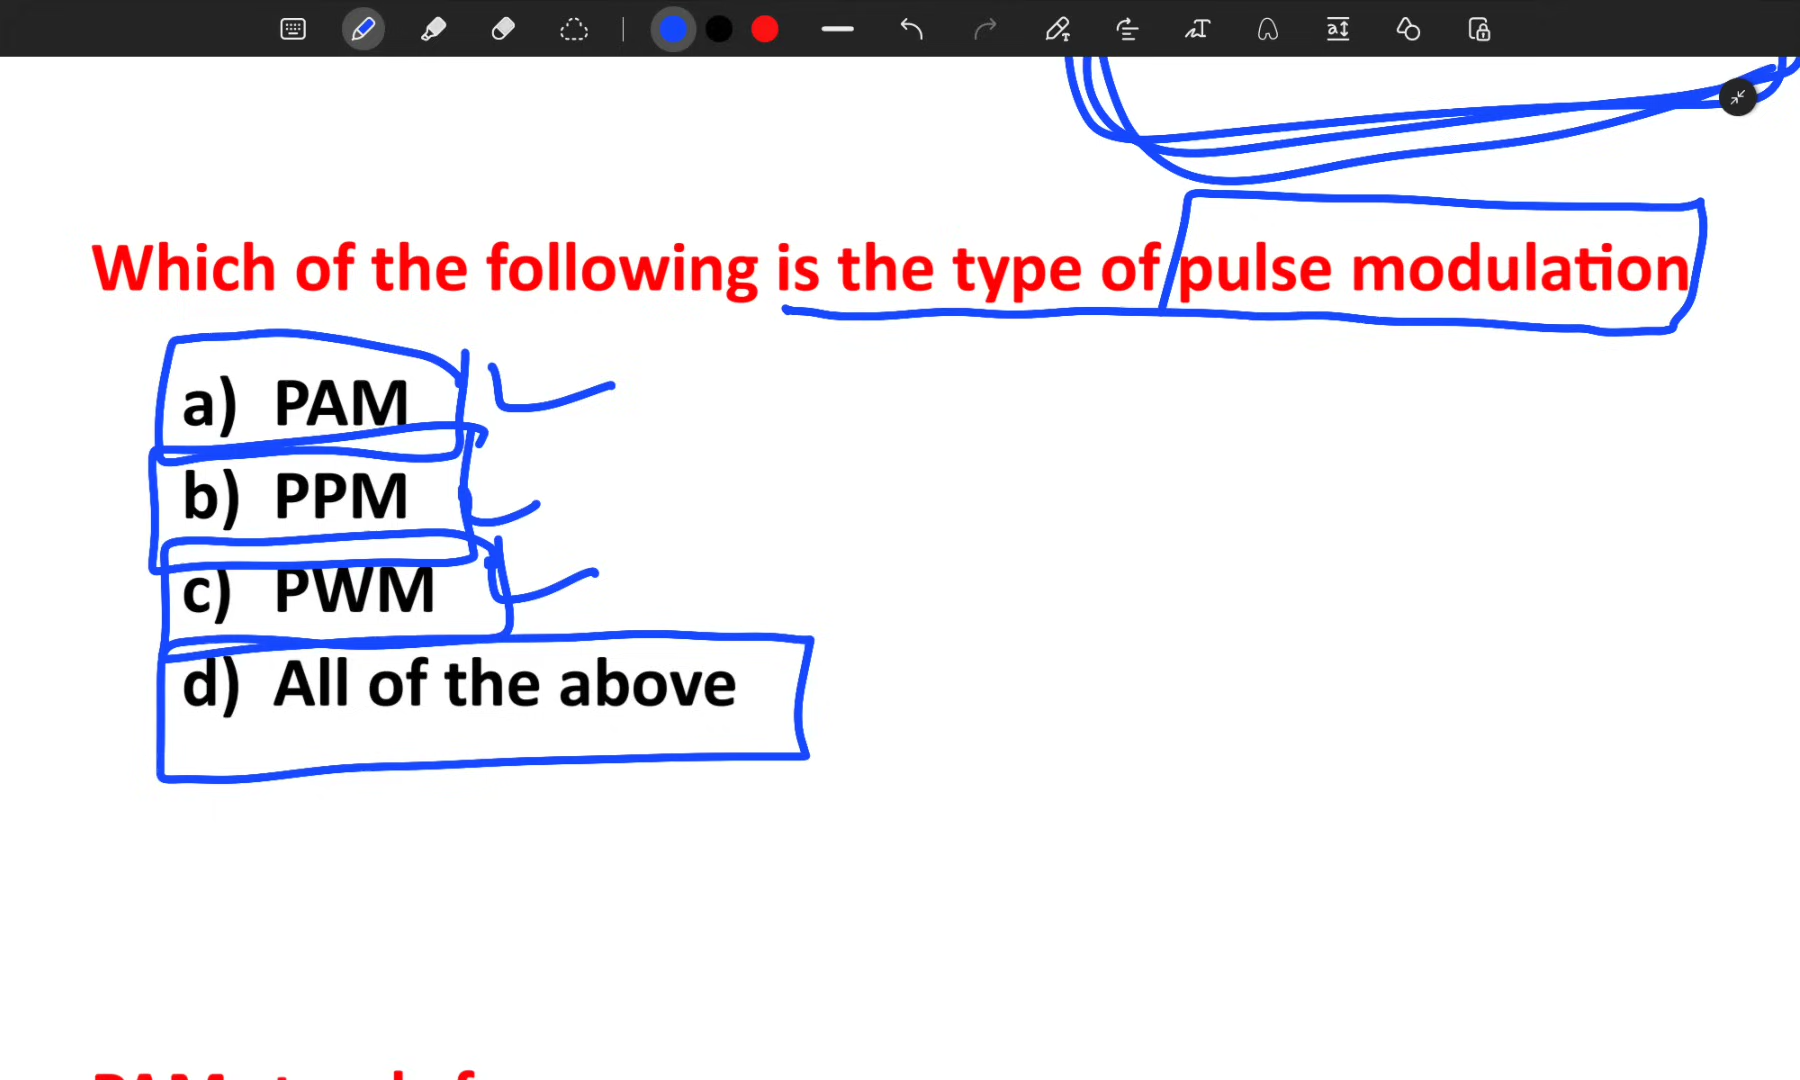 Which of the following is the type of pulse modulation
a) PAM
b) PPM
c) PWM
d) All of the above